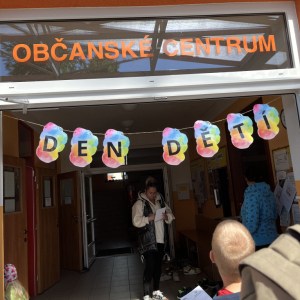 OBČANSKÉ CENTRUM
DEN DĚTÍ